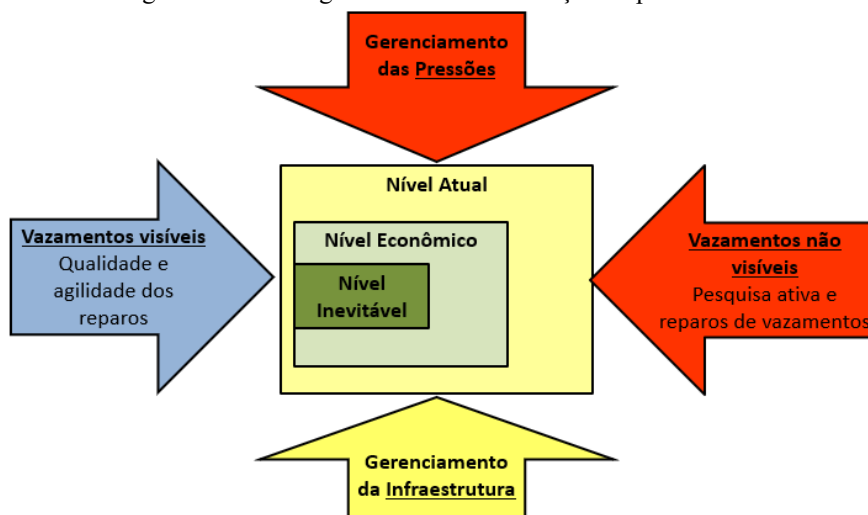 Gerenciamento
das Pressões
Nível Atual
Vazamentos visíveis
Qualidade e
agilidade dos
reparos
Nível Econômico
Nível
Inevitável
Vazamentos não
visíveis
Pesquisa ativa e
reparos de vazamentos
Gerenciamento
da Infraestrutura